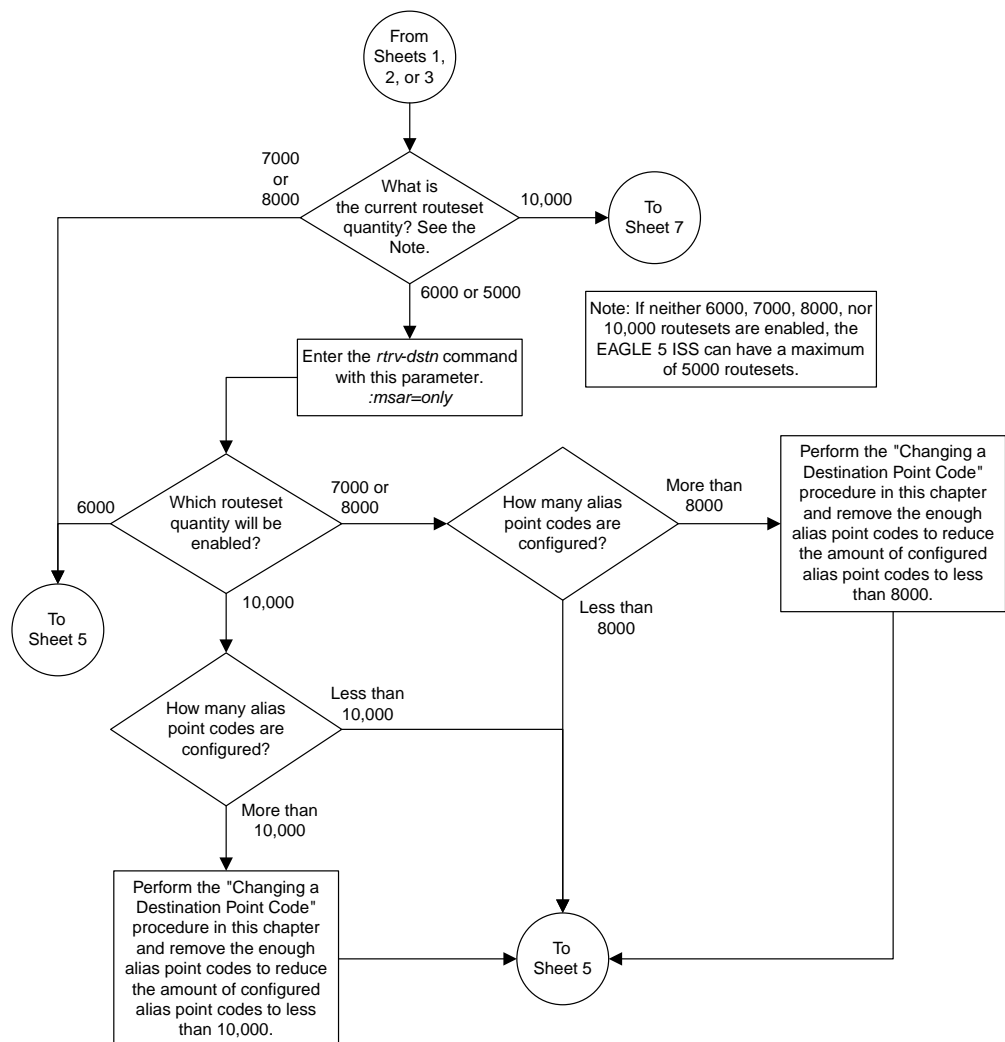 From
Sheets 1,
2, or 3
7000
or
8000
What is
the current routeset
quantity? See the
Note.
10,000
To
Sheet 7
6000 or 5000
Note: If neither 6000, 7000, 8000, nor
10,000 routesets are enabled, the
EAGLE 5 ISS can have a maximum
of 5000 routesets.
Enter the rtrv-dstn command
with this parameter.
:msar=only
6000
Which routeset
quantity will be
enabled?
7000 or
8000
How many alias
point codes are
configured?
More than
8000
Perform the "Changing a
Destination Point Code"
procedure in this chapter
and remove the enough
alias point codes to reduce
the amount of configured
alias point codes to less
than 8000.
To
Sheet 5
10,000
Less than
8000
How many alias
point codes are
configured?
Less than
10,000
More than
10,000
Perform the "Changing a
Destination Point Code"
procedure in this chapter
and remove the enough
alias point codes to reduce
the amount of configured
alias point codes to less
than 10,000.
To
Sheet 5